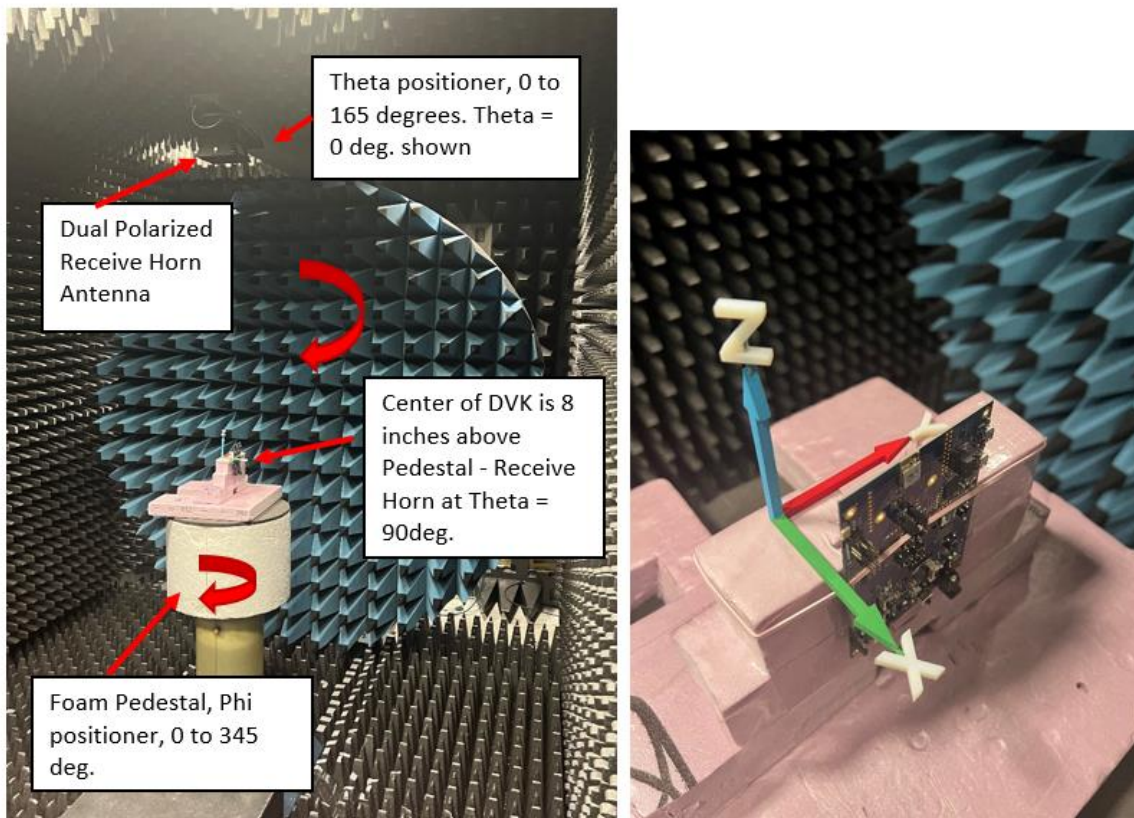 Theta positioner, 0 to
165 degrees. Theta =
0 deg. shown
Dual Polarized
Receive Horn
Antenna
Center of DVK is 8
inches above
Pedestal - Receive
Horn at Theta =
90deg.
Foam Pedestal, Phi
positioner, 0 to 345
deg.
Z
X